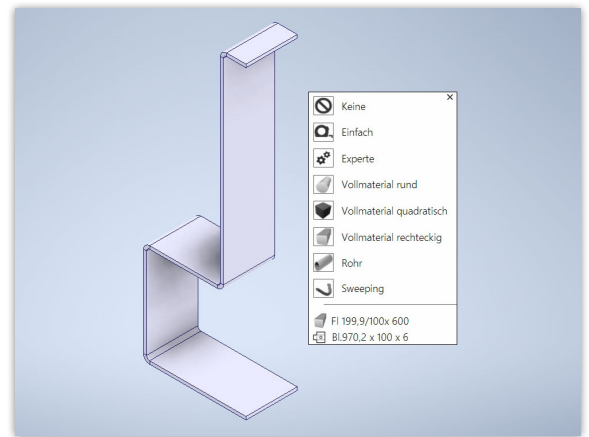 ×
Keine
Einfach
Experte
Vollmaterial rund
Vollmaterial quadratisch
Vollmaterial rechteckig
Rohr
Sweeping
Fl 199,9/100x 600
Bl.970,2 x 100 x 6